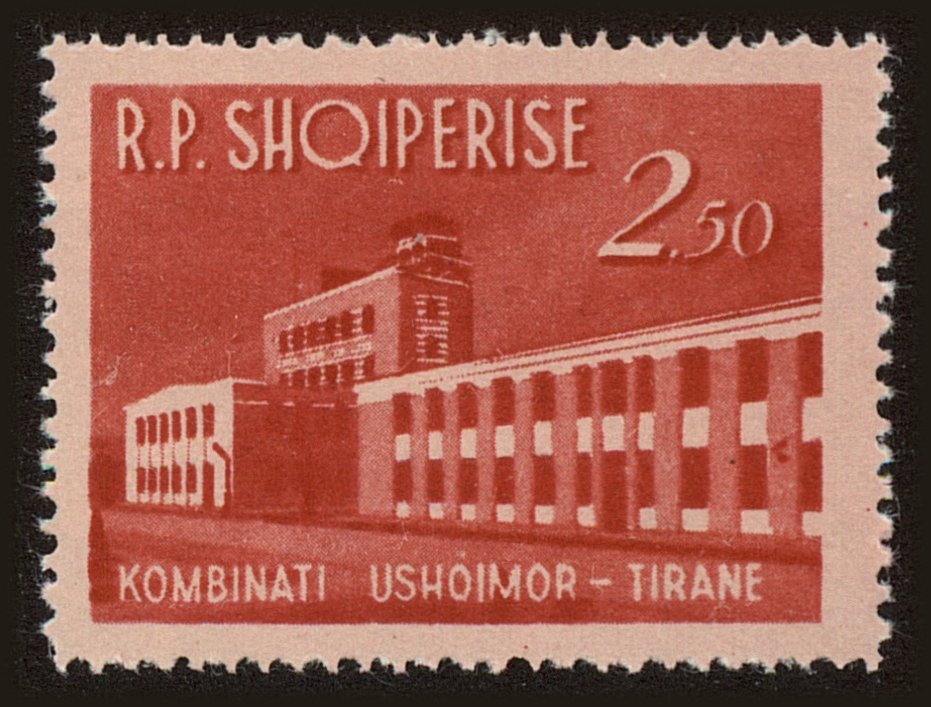 R.P. SHQIPERISE
2.50
KOMBINATI USHQIMOR - TIRANE